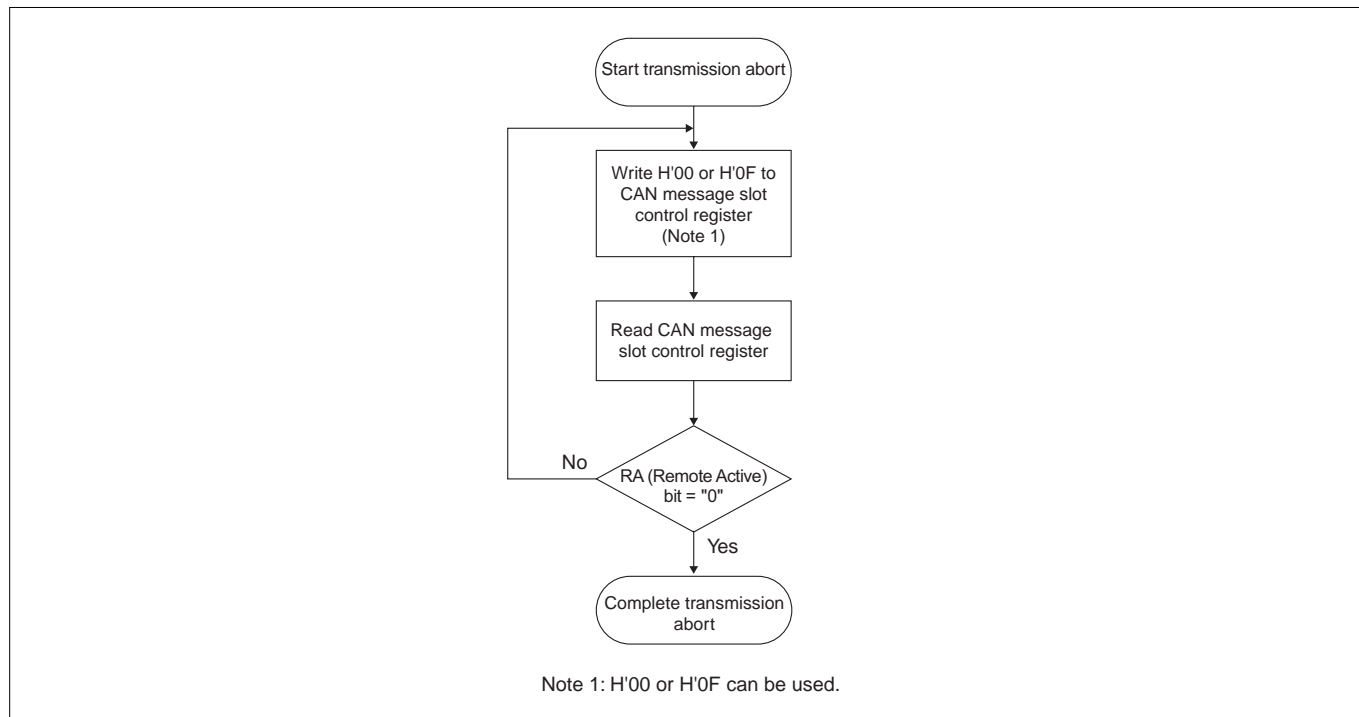 Start transmission abort
Write H'00 or H'0F to
CAN message slot
control register
(Note 1)
Read CAN message
slot control register
No
RA (Remote Active)
bit = "0"
Yes
Complete transmission
abort
Note 1: H'00 or H'0F can be used.